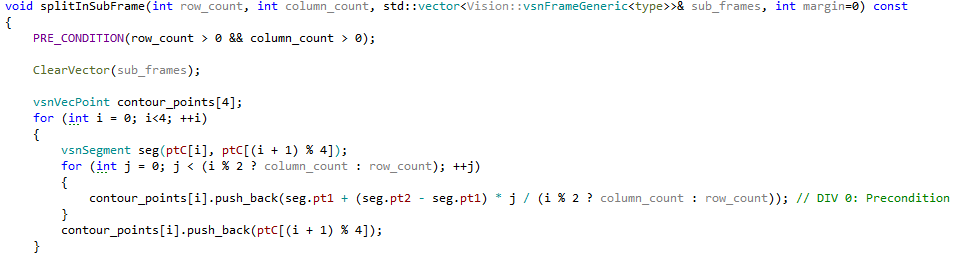 void splitInSubFrame(int row_count, int column_count, std::vector<Vision::vsnFrameGeneric<type>>& sub_frames, int margin=0) const
{
PRE_CONDITION(row_count > 0 && column_count > 0);
ClearVector(sub_frames);
vsnVecPoint contour_points[4];
for (int i = 0; i<4; ++i)
{
vsnSegment seg(ptC[i], ptC[(i + 1) % 4]);
for (int j = 0; j < (i % 2 ? column_count : row_count); ++j)
{
contour_points[i].push_back(seg.pt1 + (seg.pt2 - seg.pt1) * j / (i % 2 ? column_count : row_count)); // DIV 0: Precondition
}
contour_points[i].push_back(ptC[(i + 1) % 4]);
}